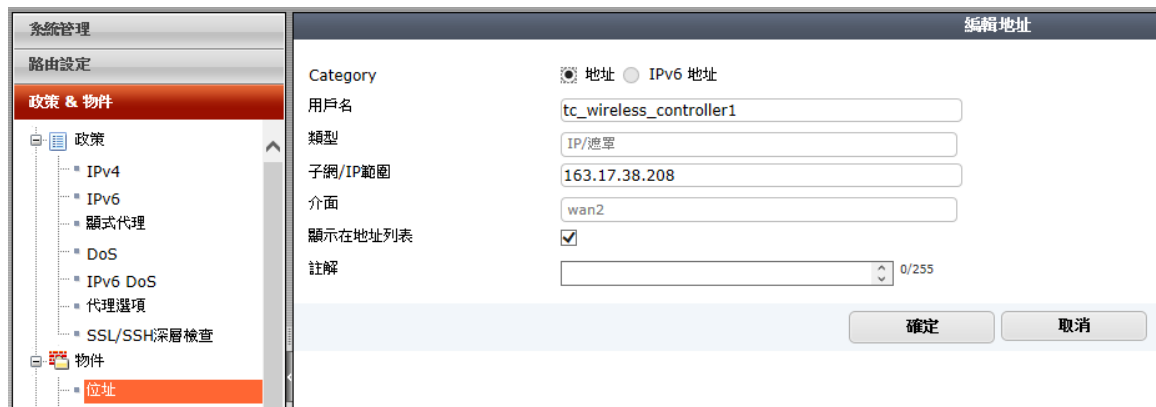 系統管理
路由設定
政策 & 物件
政策
IPv4
IPv6
顯式代理
DoS
IPv6 DoS
代理選項
SSL/SSH深層檢查
物件
位址
編輯地址
Category 地址 IPv6 地址
用戶名 tc_wireless_controller1
類型 IP/遮罩
子網/IP範圍 163.17.38.208
介面 wan2
顯示在地址列表
註解 0/255
確定 取消